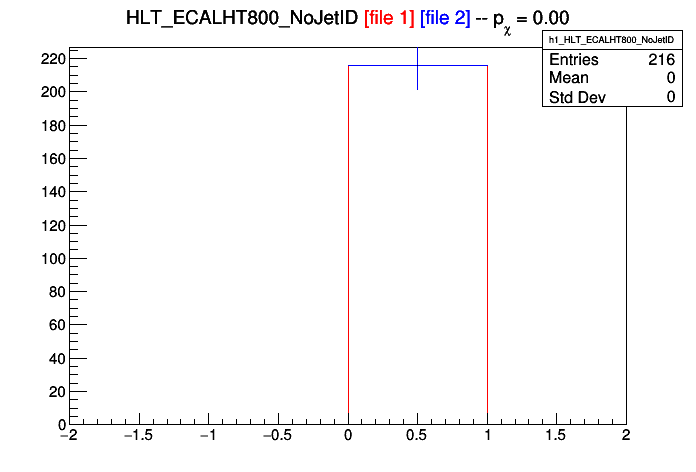 HLT_ECALHT800_NoJetID [file 1] [file 2] -- pχ = 0.00
h1_HLT_ECALHT800_NoJetID
Entries 216
Mean 0
Std Dev 0
220
200
180
160
140
120
100
80
60
40
20
0
−2 −1.5 −1 −0.5 0 0.5 1 1.5 2